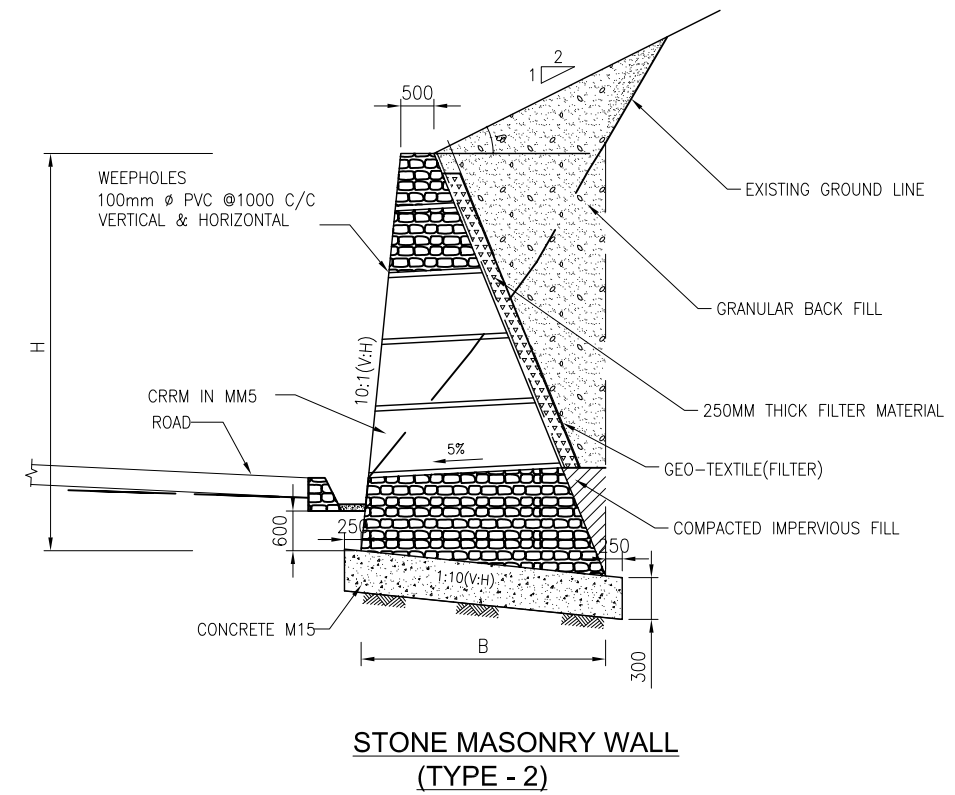 2
1
500
β
WEEPHOLES
100mm ø PVC @1000 C/C
VERTICAL & HORIZONTAL
EXISTING GROUND LINE
GRANULAR BACK FILL
H
10:1(V:H)
CRRM IN MM5
ROAD
250MM THICK FILTER MATERIAL
5%
GEO-TEXTILE(FILTER)
COMPACTED IMPERVIOUS FILL
600
250
250
1:10(V:H)
CONCRETE M15
B
300
STONE MASONRY WALL
(TYPE - 2)